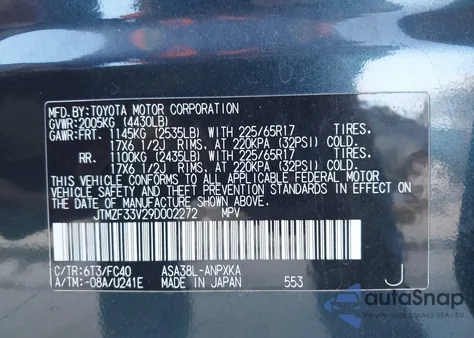 MFD.BY:TOYOTA MOTOR CORPORATION
GVWR:2005KG (4430LB)
GAWR:FRT. 1145KG (2535LB) WITH 225/65R17 TIRES,
17X6 1/2J RIMS, AT 220KPA (32PSI) COLD
RR. 1100KG (2435LB) WITH 225/65R17 TIRES,
17X6 1/2J RIMS, AT 220KPA (32PSI) COLD
THIS VEHICLE CONFORMS TO ALL APPLICABLE FEDERAL MOTOR
VEHICLE SAFETY AND THEFT PREVENTION STANDARDS IN EFFECT ON
THE DATE OF MANUFACTURE SHOWN ABOVE.
JTMZF33V29D002272 MPV
C/TR:6T3/FC40 ASA38L-ANPXKA
A/TM:-08A/U241E MADE IN JAPAN 553 J
autaSnap